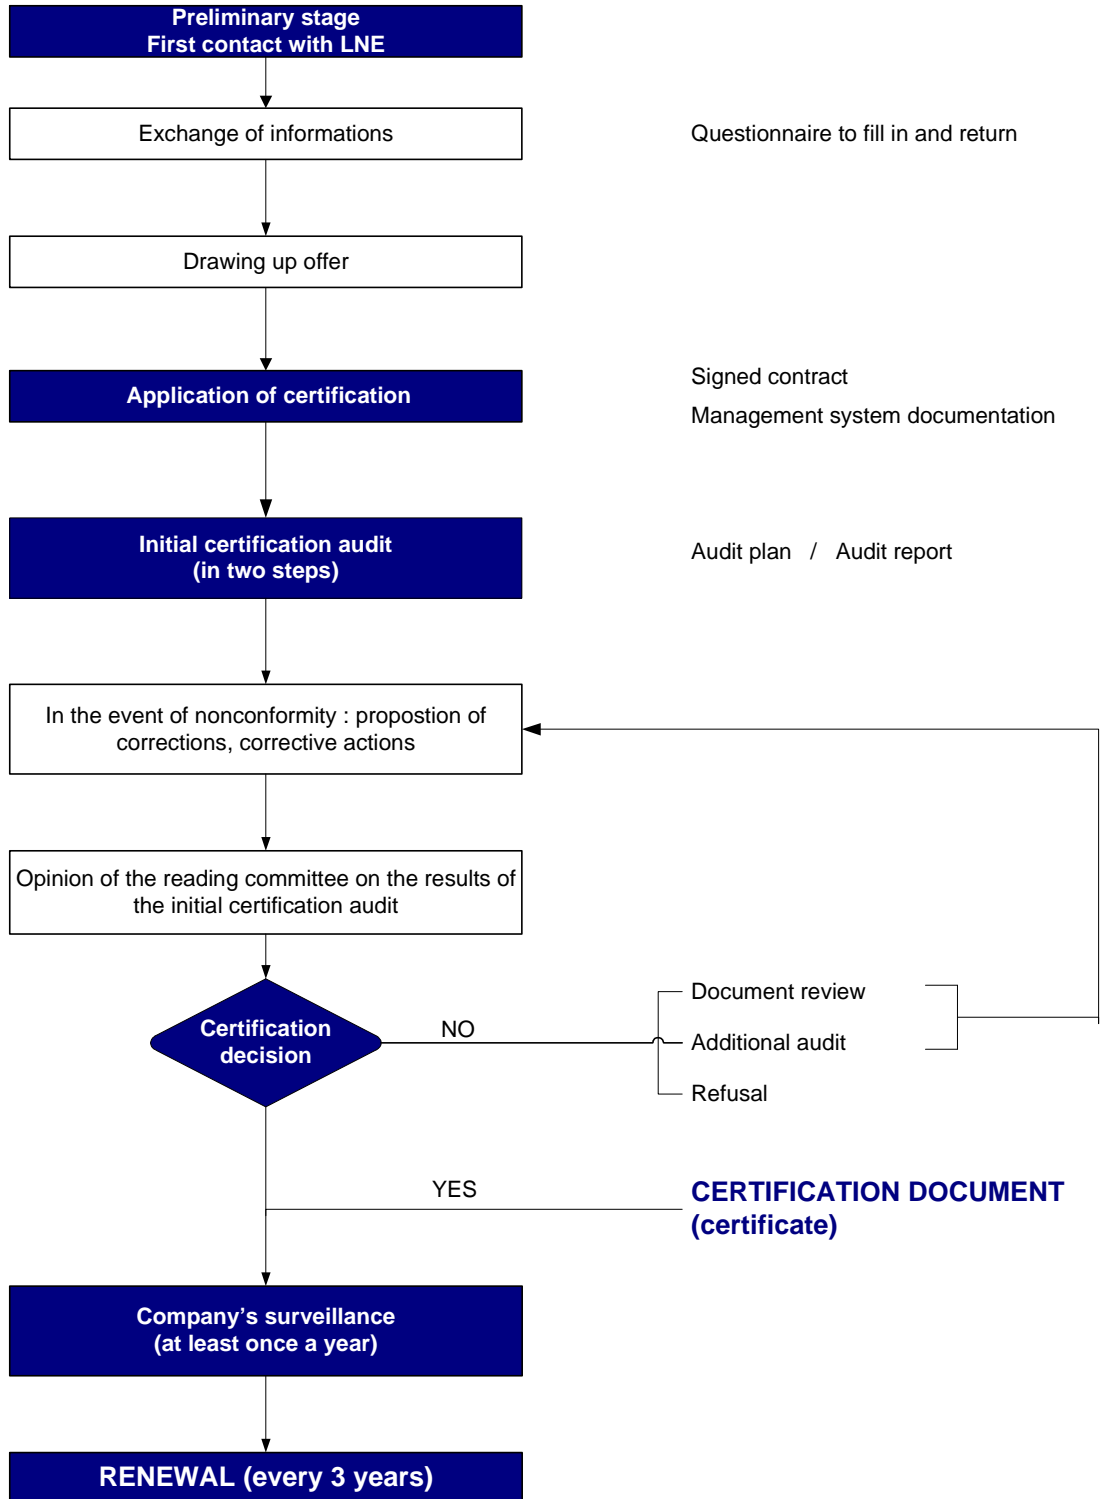 Preliminary stage
First contact with LNE
Exchange of informations
Questionnaire to fill in and return
Drawing up offer
Application of certification
Signed contract
Management system documentation
Initial certification audit
(in two steps)
Audit plan / Audit report
In the event of nonconformity : propostion of
corrections, corrective actions
Opinion of the reading committee on the results of
the initial certification audit
Certification
decision
NO
Document review
Additional audit
Refusal
YES
CERTIFICATION DOCUMENT
(certificate)
Company’s surveillance
(at least once a year)
RENEWAL (every 3 years)